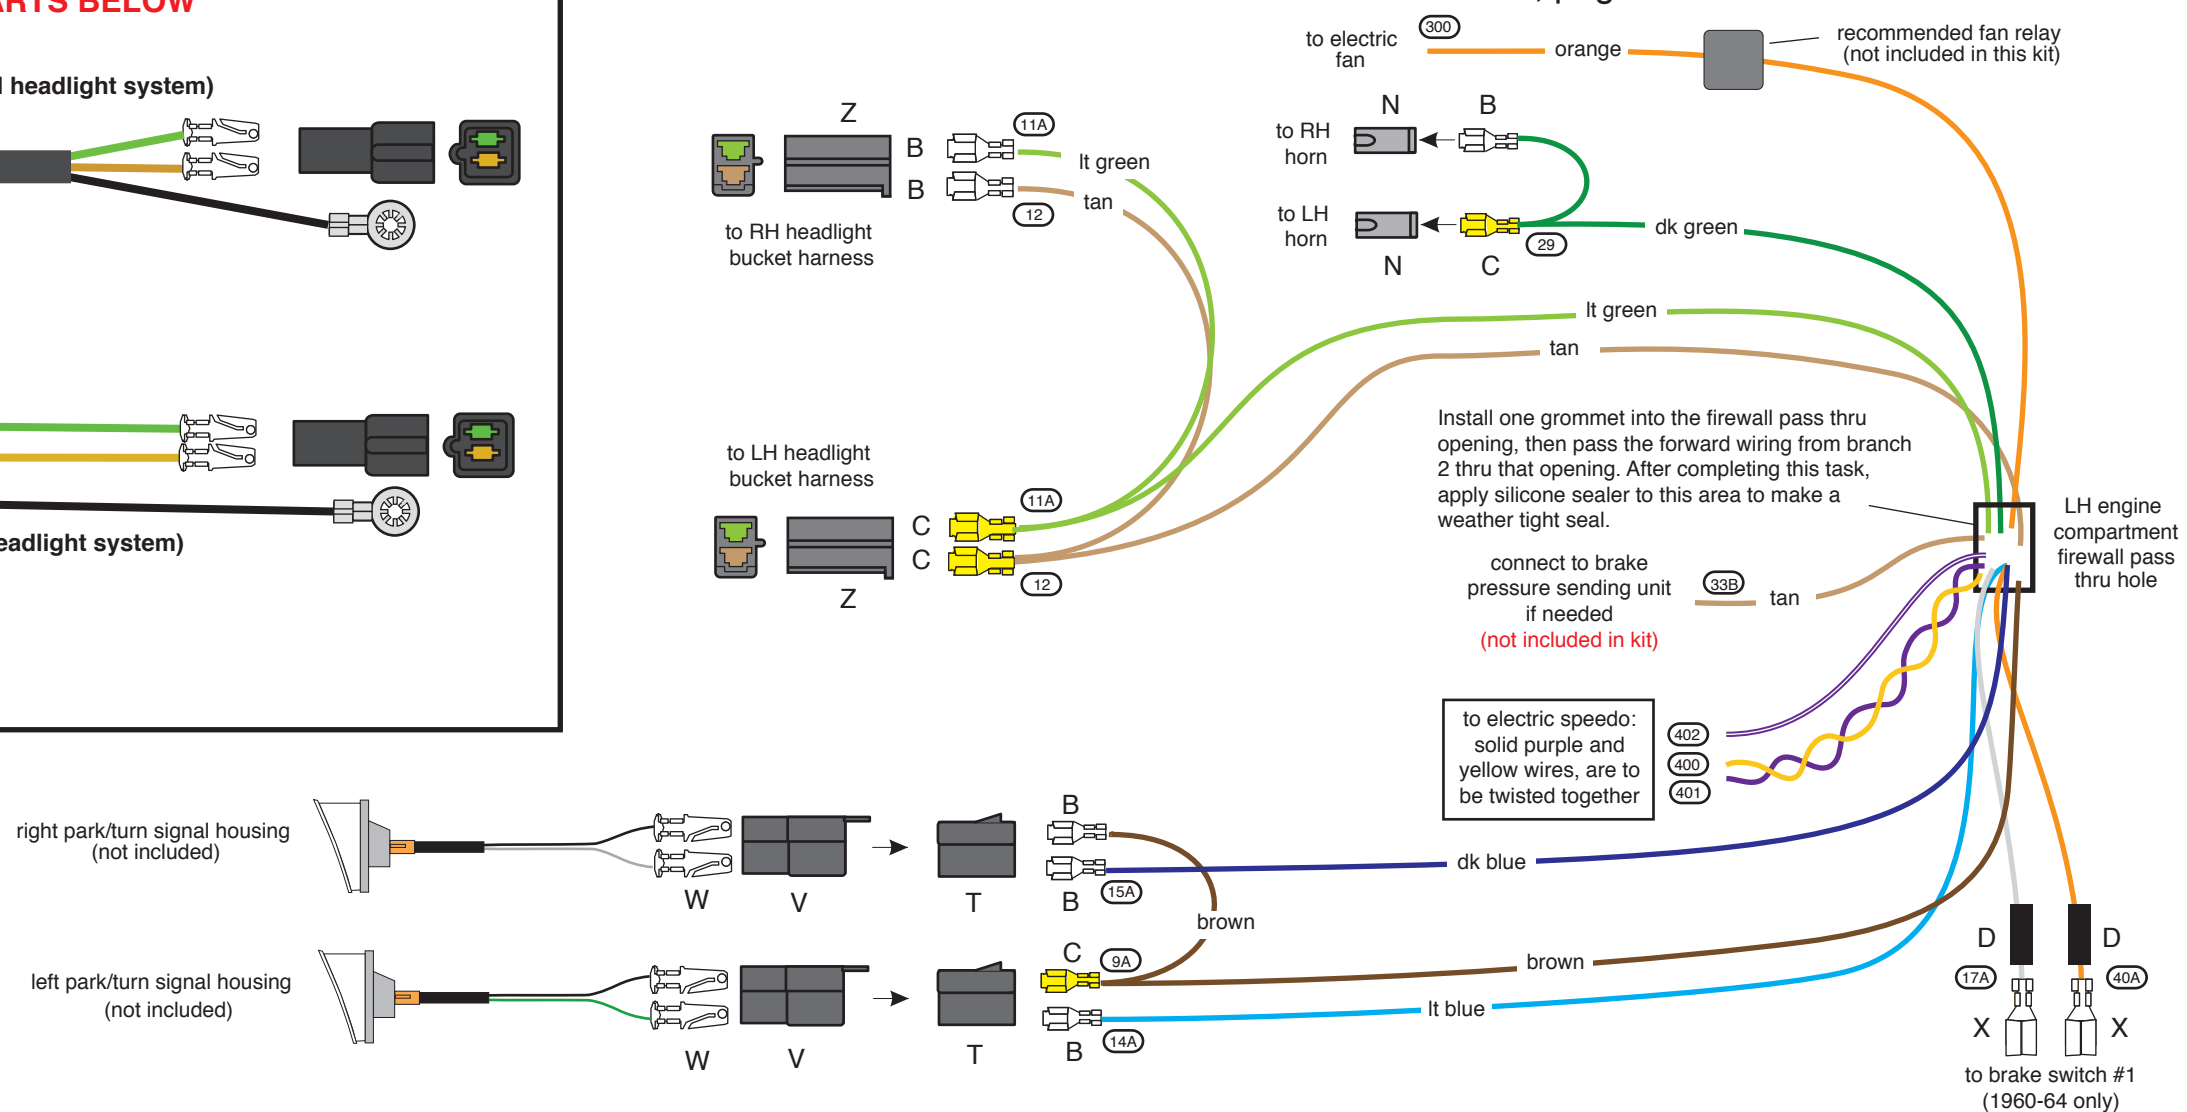 ARTS BELOW
headlight system)
eadlight system)
to electric
fan
300
orange
recommended fan relay
(not included in this kit)
Z
B
11A
lt green
B
12
tan
to RH headlight
bucket harness
N
B
to RH
horn
to LH
horn
29
dk green
N
C
lt green
tan
to LH headlight
bucket harness
11A
C
C
12
Z
Install one grommet into the firewall pass thru
opening, then pass the forward wiring from branch
2 thru that opening. After completing this task,
apply silicone sealer to this area to make a
weather tight seal.
LH engine
compartment
firewall pass
thru hole
connect to brake
pressure sending unit
if needed
(not included in kit)
33B
tan
to electric speedo:
solid purple and
yellow wires, are to
be twisted together
402
400
401
right park/turn signal housing
(not included)
W
V
T
B
B
15A
dk blue
brown
left park/turn signal housing
(not included)
W
V
T
C
9A
B
14A
brown
lt blue
D
D
17A
40A
X
X
to brake switch #1
(1960-64 only)